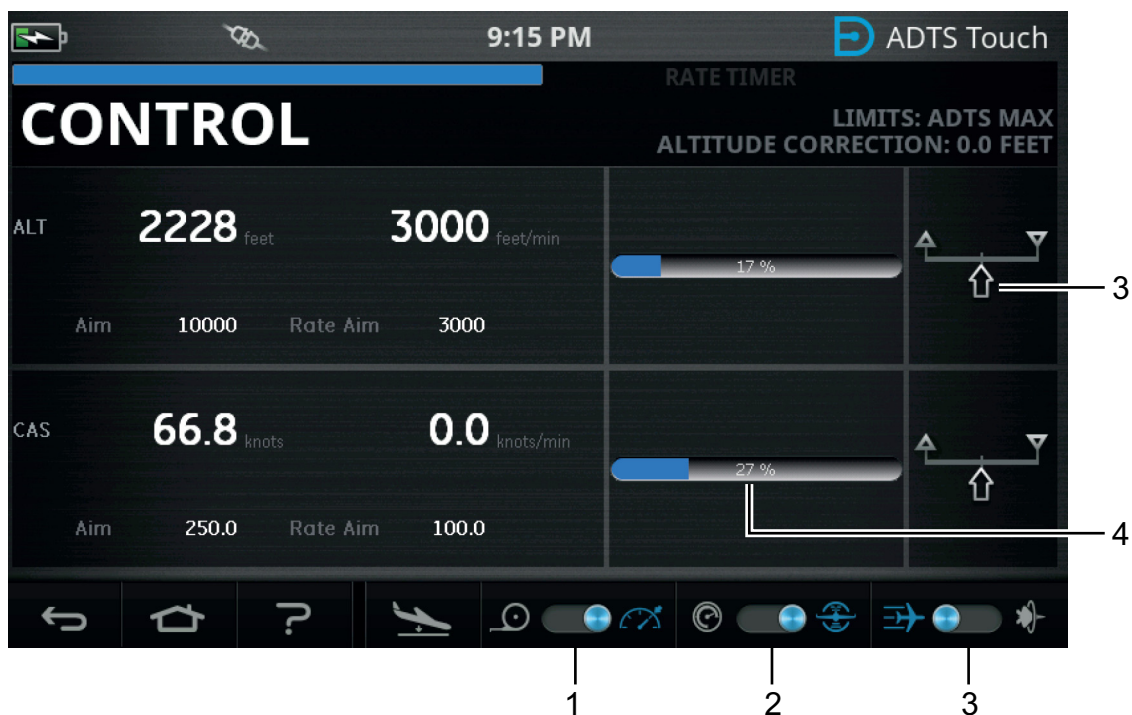 9:15 PM ADTS Touch
RATE TIMER
CONTROL
LIMITS: ADTS MAX
ALTITUDE CORRECTION: 0.0 FEET
ALT 2228 feet 3000 feet/min
17 %
3
Aim 10000 Rate Aim 3000
CAS 66.8 knots 0.0 knots/min
27 %
Aim 250.0 Rate Aim 100.0
4
?
1 2 3